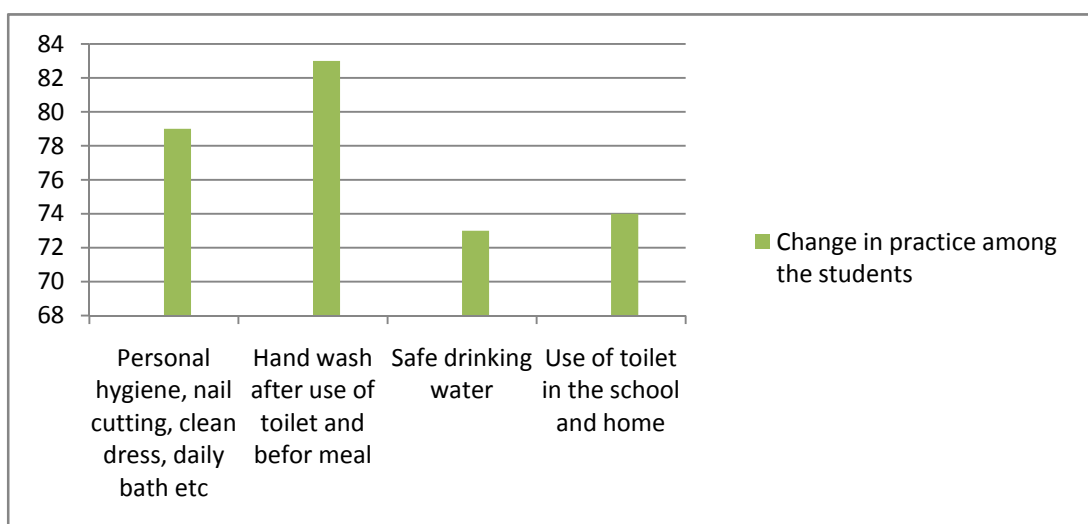 84
82
80
78
76
74
72
70
68
Personal
hygiene, nail
cutting, clean
dress, daily
bath etc
Hand wash
after use of
toilet and
befor meal
Safe drinking
water
Use of toilet
in the school
and home
Change in practice among
the students